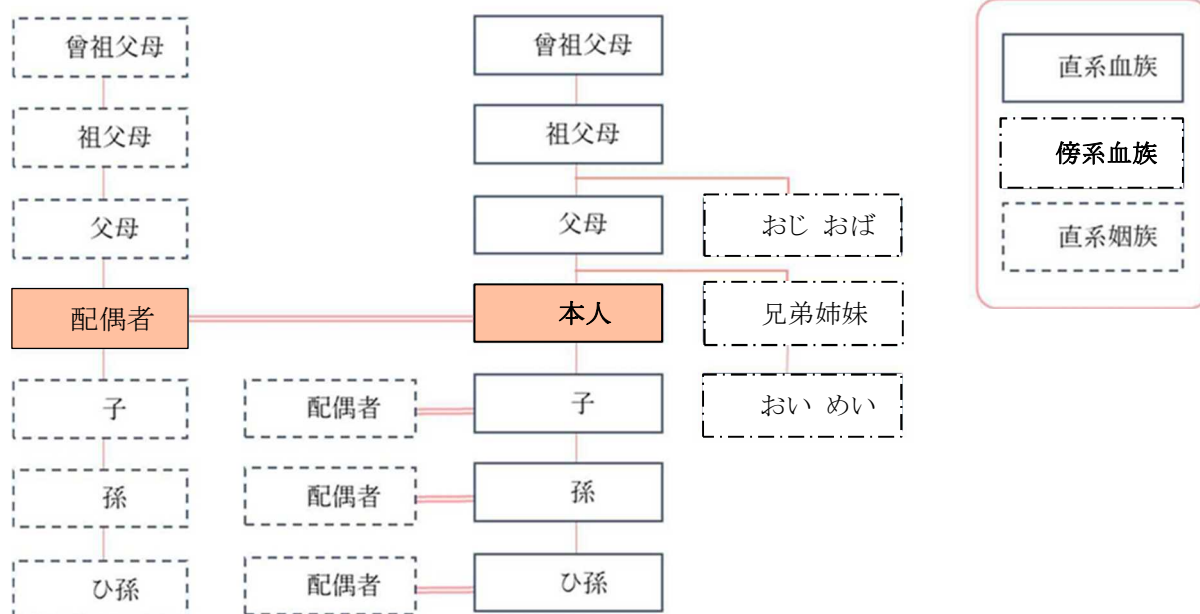 曾祖父母
曾祖父母
直系血族
祖父母
祖父母
傍系血族
父母
父母
おじ おば
直系姻族
配偶者
本人
兄弟姉妹
子
配偶者
子
おい めい
孫
配偶者
孫
ひ孫
配偶者
ひ孫